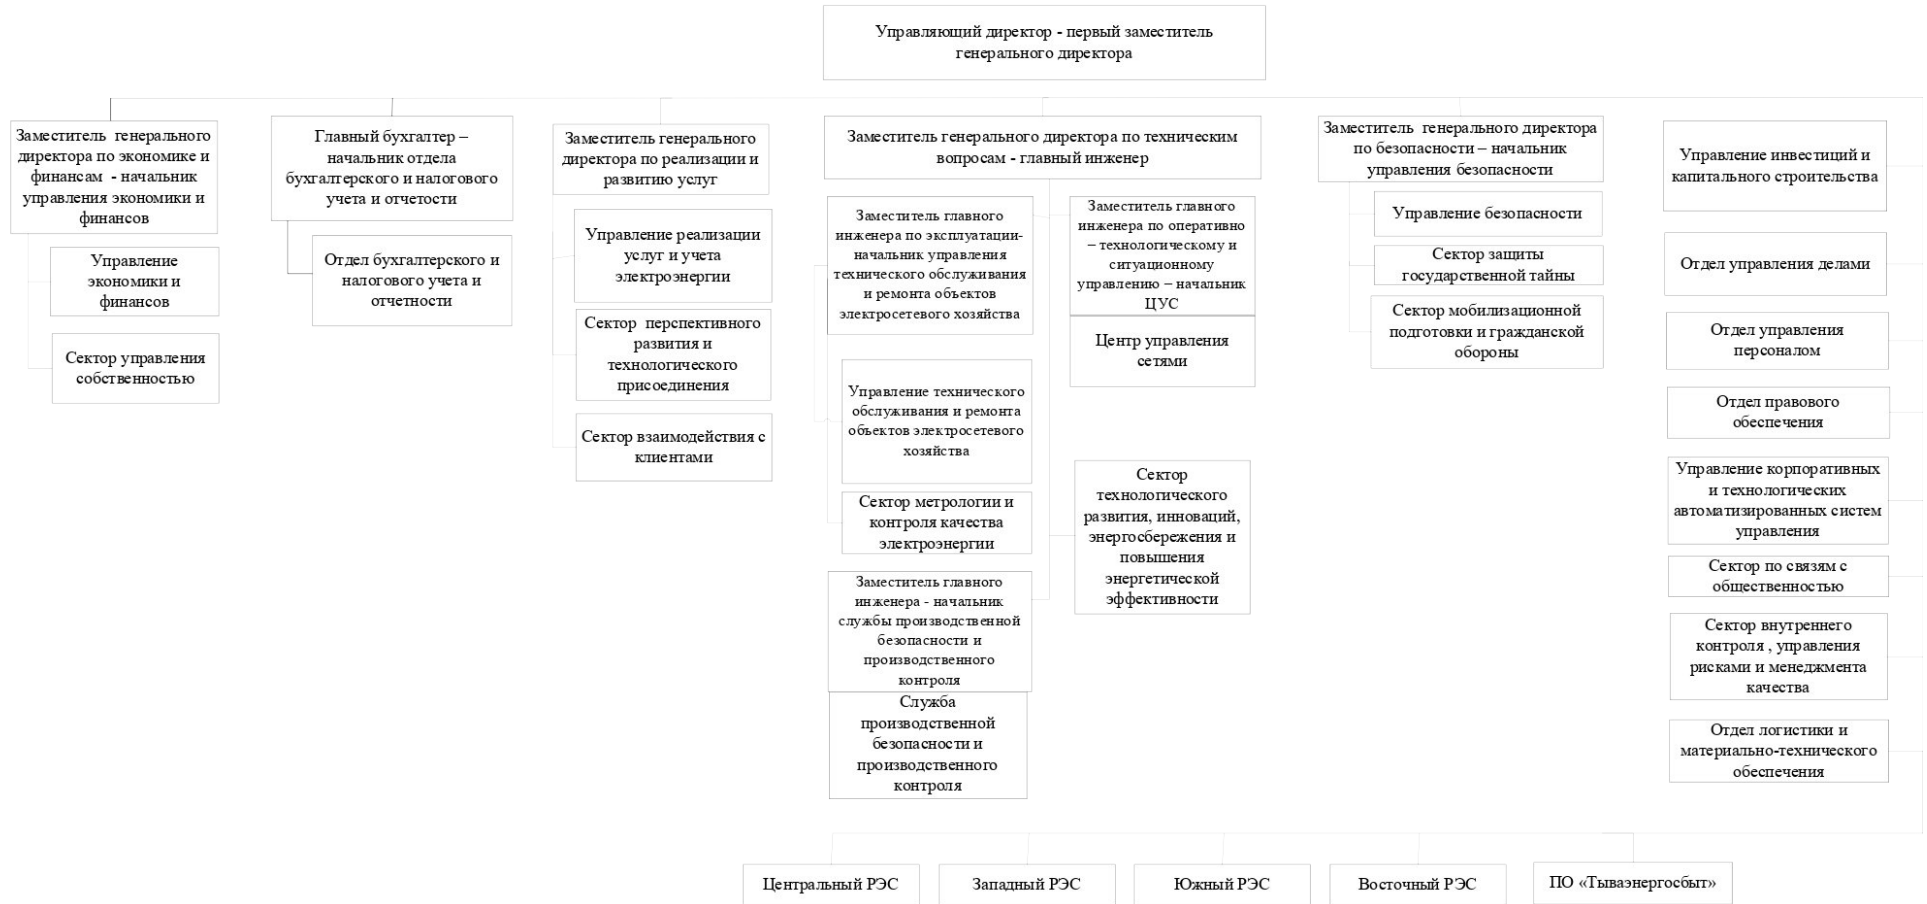 Управляющий директор - первый заместитель
генерального директора
Заместитель генерального
директора по экономике и
финансам - начальник
управления экономики и
финансов
Управление
экономики и
финансов
Сектор управления
собственностью
Главный бухгалтер –
начальник отдела
бухгалтерского и налогового
учета и отчетости
Отдел бухгалтерского и
налогового учета и
отчетности
Заместитель генерального
директора по реализации и
развитию услуг
Управление реализации
услуг и учета
электроэнергии
Сектор перспективного
развития и
технологического
присоединения
Сектор взаимодействия с
клиентами
Заместитель генерального директора по техническим
вопросам - главный инженер
Заместитель главного
инженера по эксплуатации-
начальник управления
технического обслуживания
и ремонта объектов
электросетевого хозяйства
Управление технического
обслуживания и ремонта
объектов электросетевого
хозяйства
Сектор метрологии и
контроля качества
электроэнергии
Заместитель главного
инженера - начальник
службы производственной
безопасности и
производственного
контроля
Служба
производственной
безопасности и
производственного
контроля
Заместитель главного
инженера по оперативно
– технологическому и
ситуационному
управлению – начальник
ЦУС
Центр управления
сетями
Сектор
технологического
развития, инноваций,
энергосбережения и
повышения
энергетической
эффективности
Заместитель генерального директора
по безопасности – начальник
управления безопасности
Управление безопасности
Сектор защиты
государственной тайны
Сектор мобилизационной
подготовки и гражданской
обороны
Управление инвестиций и
капитального строительства
Отдел управления делами
Отдел управления
персоналом
Отдел правового
обеспечения
Управление корпоративных
и технологических
автоматизированных систем
управления
Сектор по связям с
общественностью
Сектор внутреннего
контроля , управления
рисками и менеджмента
качества
Отдел логистики и
материально-технического
обеспечения
Центральный РЭС
Западный РЭС
Южный РЭС
Восточный РЭС
ПО «Тываэнергосбыт»